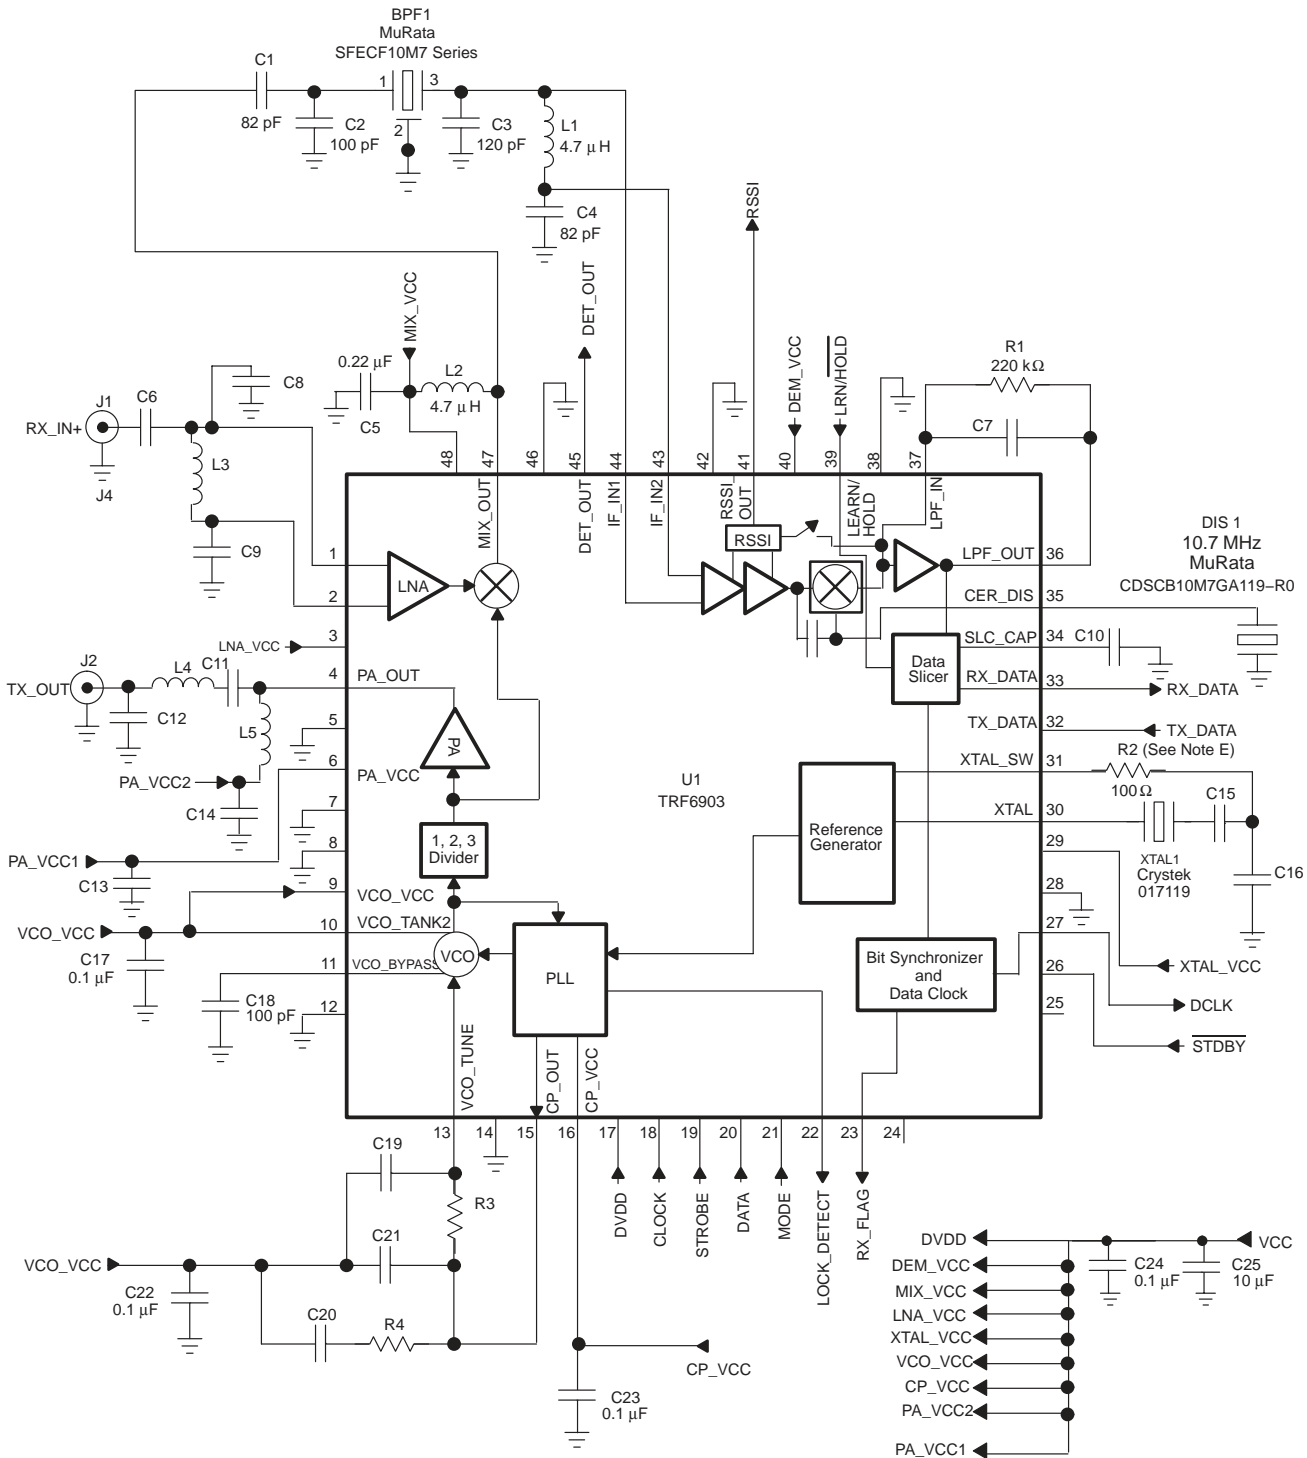 BPF1
MuRata
SFECF10M7 Series
C1
82 pF
C2
100 pF
1
3
2
C3
120 pF
L1
4.7 μH
C4
82 pF
RSSI
DET_OUT
MIX_VCC
DEM_VCC
LRN/HOLD
R1
220 kΩ
C7
0.22 μF
C5
L2
4.7 μH
C8
C6
J1
RX_IN+
J4
L3
C9
48
47
46
45
44
43
42
41
40
39
38
37
MIX_OUT
DET_OUT
IF_IN1
IF_IN2
RSSI_OUT
LEARN/HOLD
LPF_IN
RSSI
LNA
1
2
3
LNA_VCC
4
PA_OUT
5
6
PA_VCC
7
8
9
VCO_VCC
10
VCO_TANK2
11
VCO_BYPASS
12
J2
TX_OUT
L4
C11
C12
L5
PA_VCC2
C14
PA_VCC1
C13
VCO_VCC
C17
0.1 μF
C18
100 pF
PA
1, 2, 3
Divider
VCO
PLL
U1
TRF6903
Reference
Generator
Data
Slicer
Bit Synchronizer
and
Data Clock
LPF_OUT
36
CER_DIS
35
SLC_CAP
34
RX_DATA
33
TX_DATA
32
XTAL_SW
31
XTAL
30
29
28
27
26
25
DIS 1
10.7 MHz
MuRata
CDSCB10M7GA119–R0
C10
RX_DATA
TX_DATA
R2 (See Note E)
100 Ω
C15
XTAL1
Crystek
017119
C16
XTAL_VCC
DCLK
STDBY
VCO_TUNE
CP_OUT
CP_VCC
13
14
15
16
17
18
19
20
21
22
23
24
DVDD
CLOCK
STROBE
DATA
MODE
LOCK_DETECT
RX_FLAG
C19
R3
C21
VCO_VCC
C22
0.1 μF
C20
R4
CP_VCC
C23
0.1 μF
DVDD
VCC
DEM_VCC
C24
0.1 μF
C25
10 μF
MIX_VCC
LNA_VCC
XTAL_VCC
VCO_VCC
CP_VCC
PA_VCC2
PA_VCC1